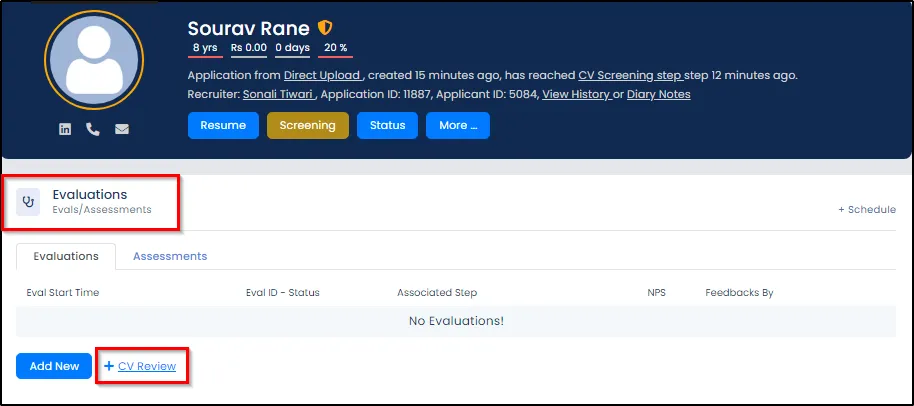 Sourav Rane
8 yrs Rs 0.00 0 days 20 %
Application from Direct Upload , created 15 minutes ago, has reached CV Screening step step 12 minutes ago.
Recruiter: Sonali Tiwari , Application ID: 11887, Applicant ID: 5084, View History or Diary Notes
Resume Screening Status More ...
Evaluations
Evals/Assessments
+ Schedule
Evaluations Assessments
Eval Start Time Eval ID - Status Associated Step NPS Feedbacks By
No Evaluations!
Add New + CV Review